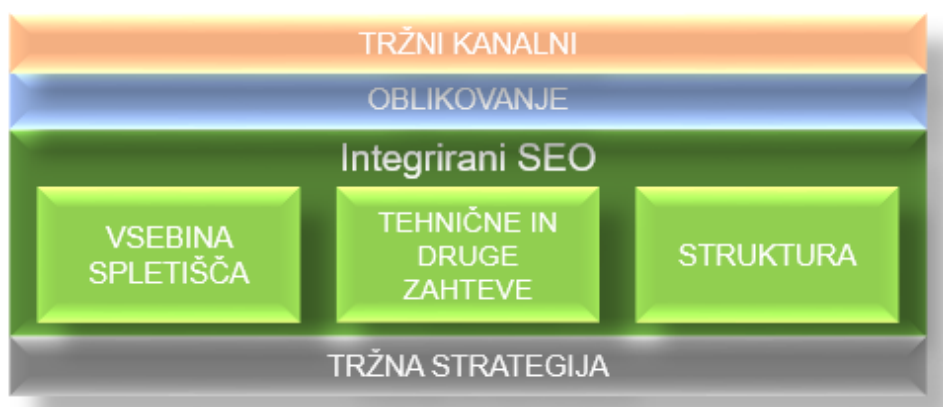 TRŽNI KANALNI
OBLIKOVANJE
Integrirani SEO
VSEBINA
SPLETIŠČA
TEHNIČNE IN
DRUGE
ZAHTEVE
STRUKTURA
TRŽNA STRATEGIJA